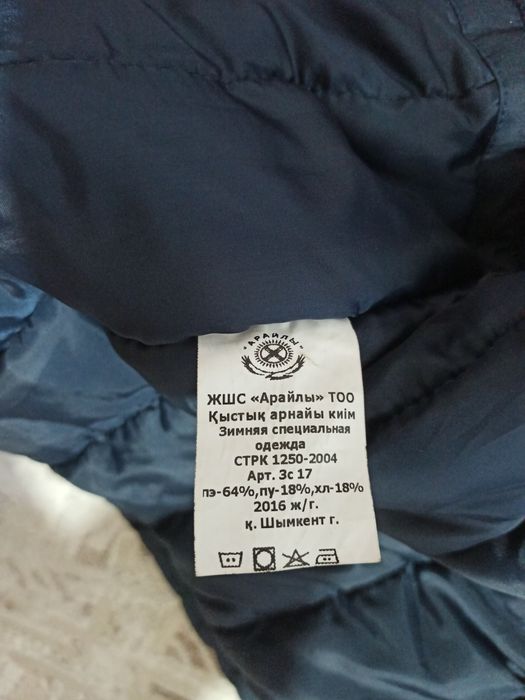 "АРАЙЛЫ"
ЖШС «Арайлы» ТОО
Қыстық арнайы киім
Зимняя специальная
одежда
СТРК 1250-2004
Арт. Зс 17
пэ-64%,пу-18%,хл-18%
2016 ж/г.
қ. Шымкент г.